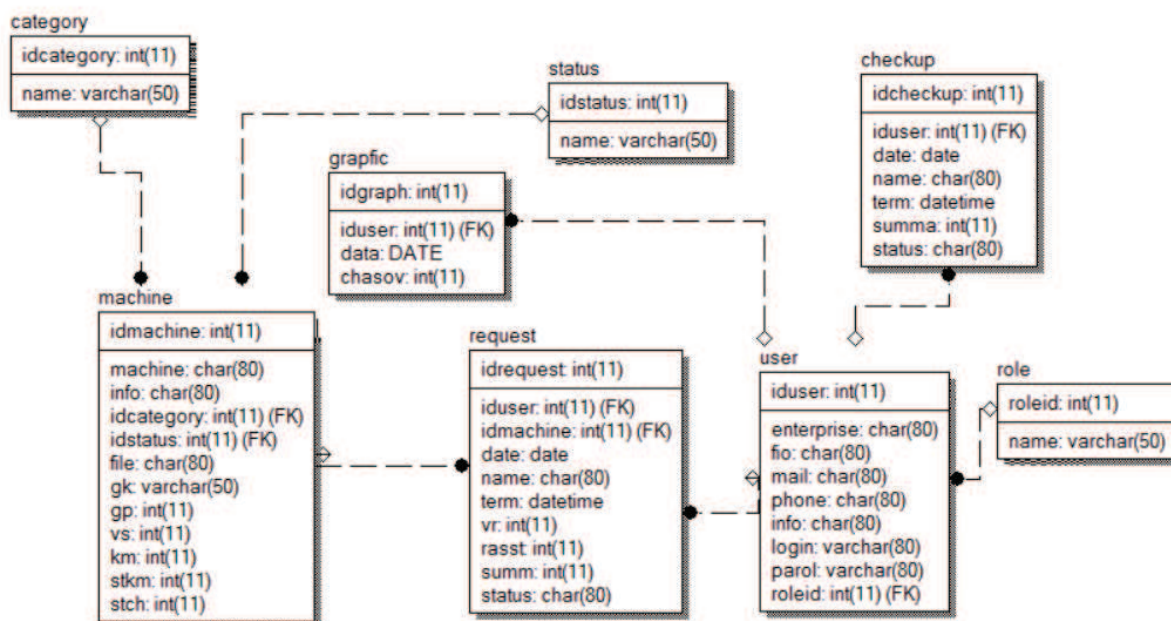 category
idcategory: int(11)
name: varchar(50)
status
idstatus: int(11)
name: varchar(50)
checkup
idcheckup: int(11)
iduser: int(11) (FK)
date: date
name: char(80)
term: datetime
summa: int(11)
status: char(80)
grapfic
idgraph: int(11)
iduser: int(11) (FK)
data: DATE
chasov: int(11)
machine
idmachine: int(11)
machine: char(80)
info: char(80)
idcategory: int(11) (FK)
idstatus: int(11) (FK)
file: char(80)
gk: varchar(50)
gp: int(11)
vs: int(11)
km: int(11)
stkm: int(11)
stch: int(11)
request
idrequest: int(11)
iduser: int(11) (FK)
idmachine: int(11) (FK)
date: date
name: char(80)
term: datetime
vr: int(11)
rasst: int(11)
summ: int(11)
status: char(80)
user
iduser: int(11)
enterprise: char(80)
fio: char(80)
mail: char(80)
phone: char(80)
info: char(80)
login: varchar(80)
parol: varchar(80)
roleid: int(11) (FK)
role
roleid: int(11)
name: varchar(50)